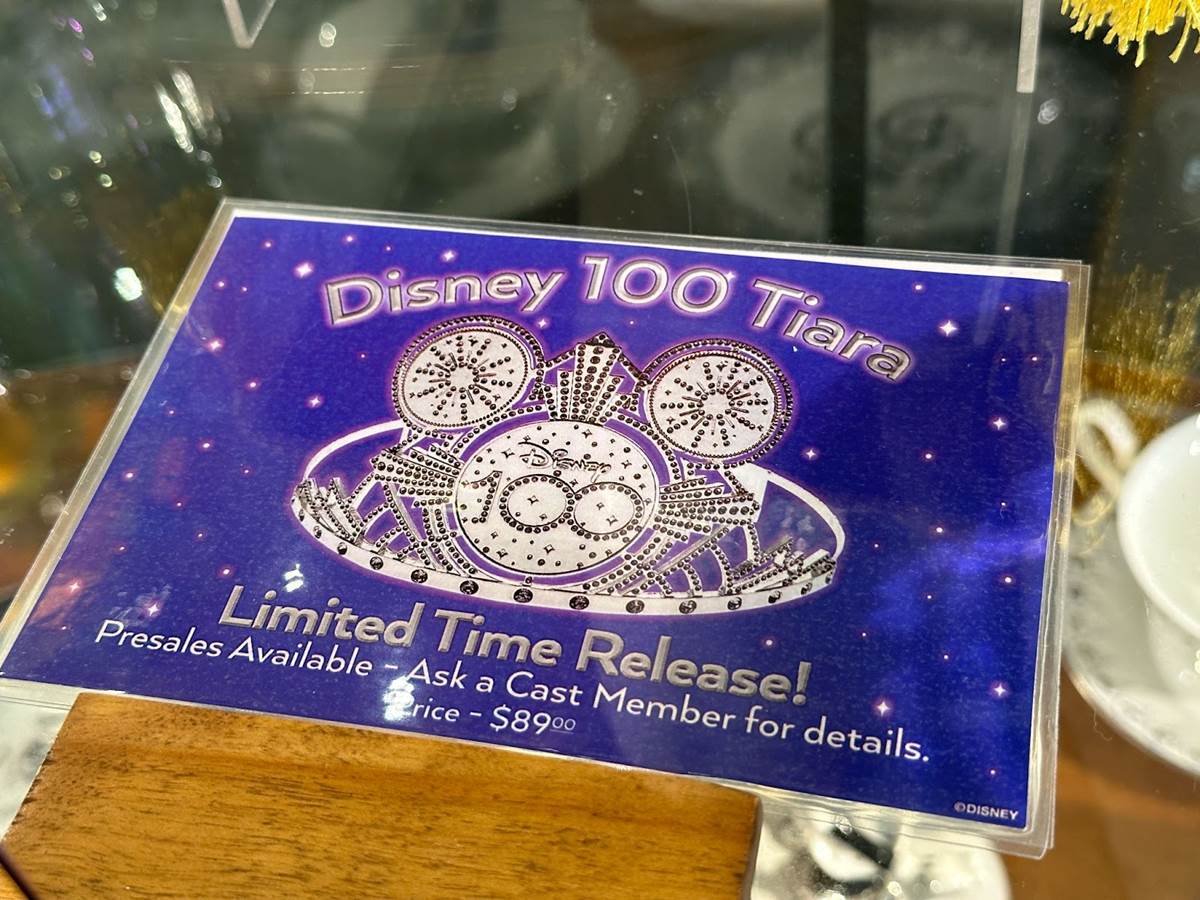 Disney 100 Tiara
Disney
100
Limited Time Release!
Presales Available - Ask a Cast Member for details.
Price - $89.00
©DISNEY